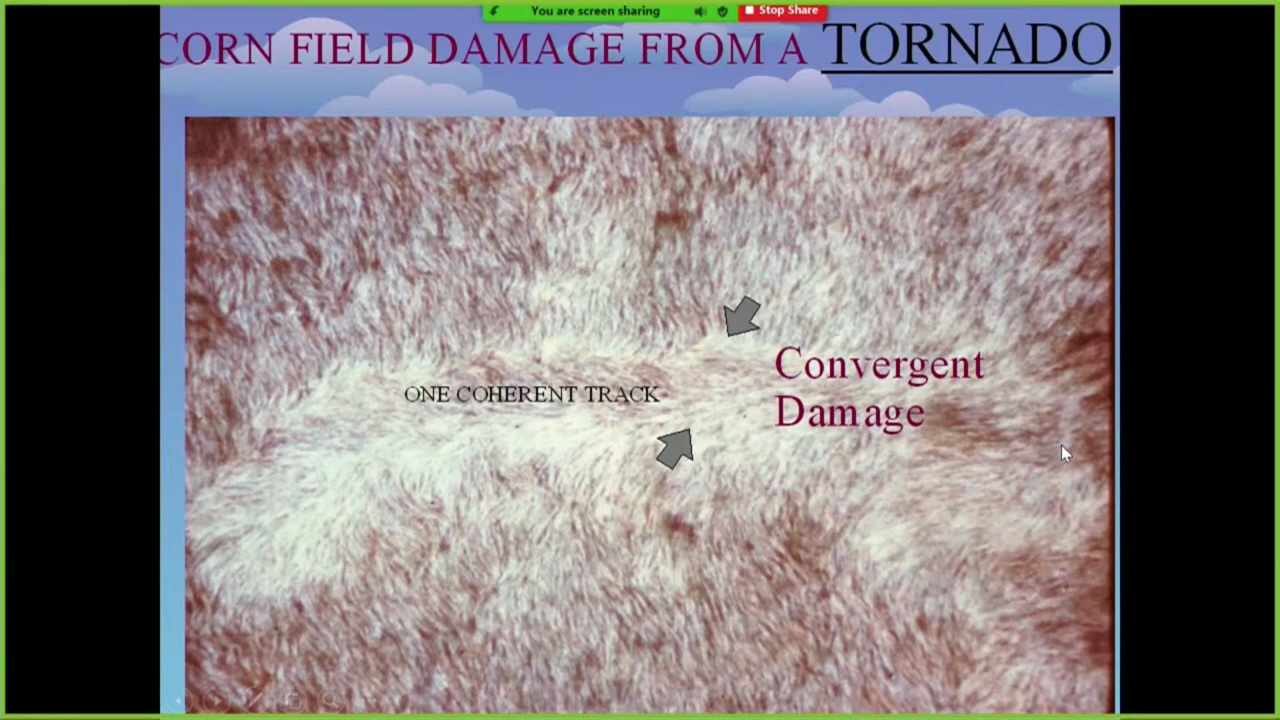 You are screen sharing
Stop Share
CORN FIELD DAMAGE FROM A TORNADO
Convergent
Damage
ONE COHERENT TRACK